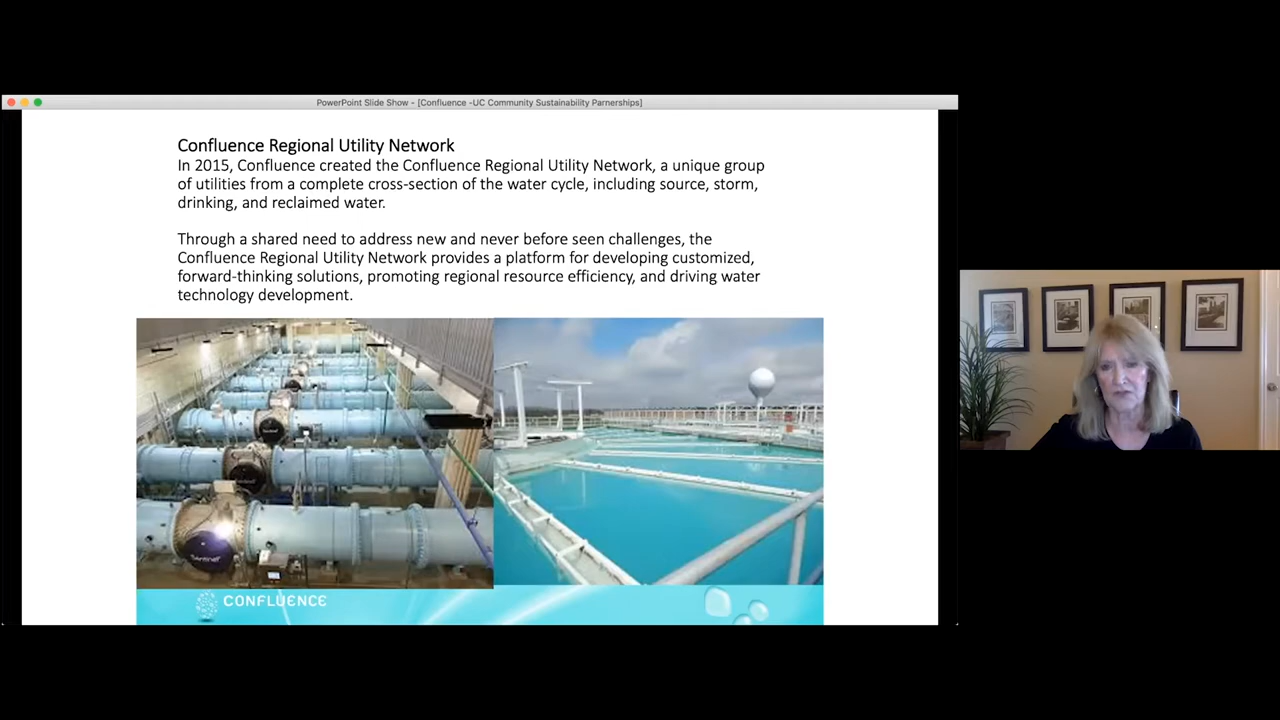 PowerPoint Slide Show - [Confluence -UC Community Sustainability Parnerships]
Confluence Regional Utility Network
In 2015, Confluence created the Confluence Regional Utility Network, a unique group
of utilities from a complete cross-section of the water cycle, including source, storm,
drinking, and reclaimed water.
Through a shared need to address new and never before seen challenges, the
Confluence Regional Utility Network provides a platform for developing customized,
forward-thinking solutions, promoting regional resource efficiency, and driving water
technology development.
Sentinel
CONFLUENCE